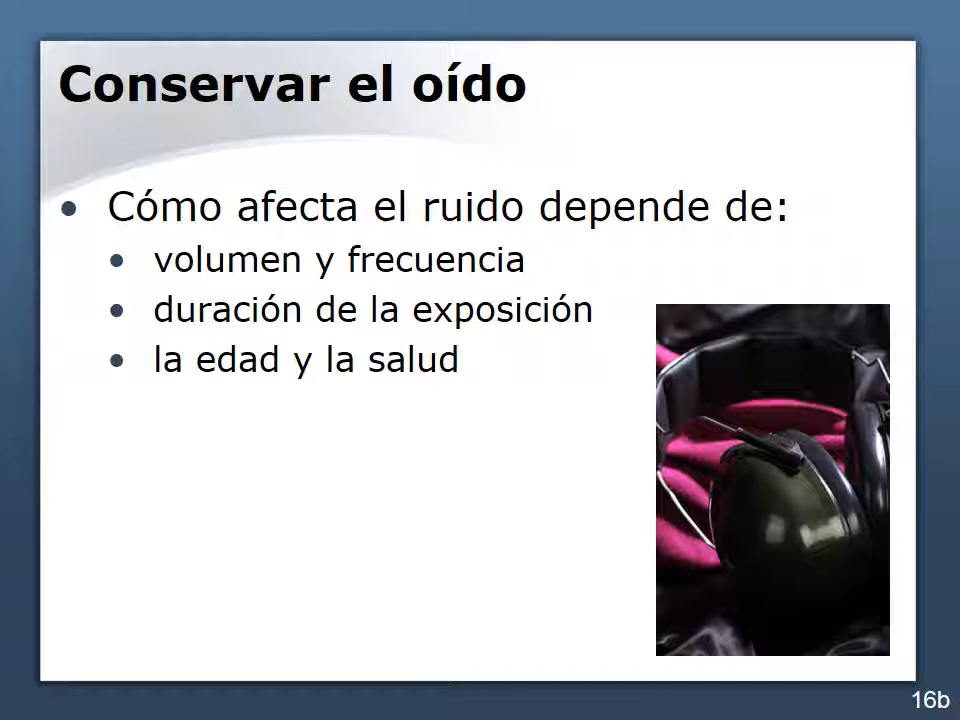 Conservar el oído
• Cómo afecta el ruido depende de:
• volumen y frecuencia
• duración de la exposición
• la edad y la salud
16b